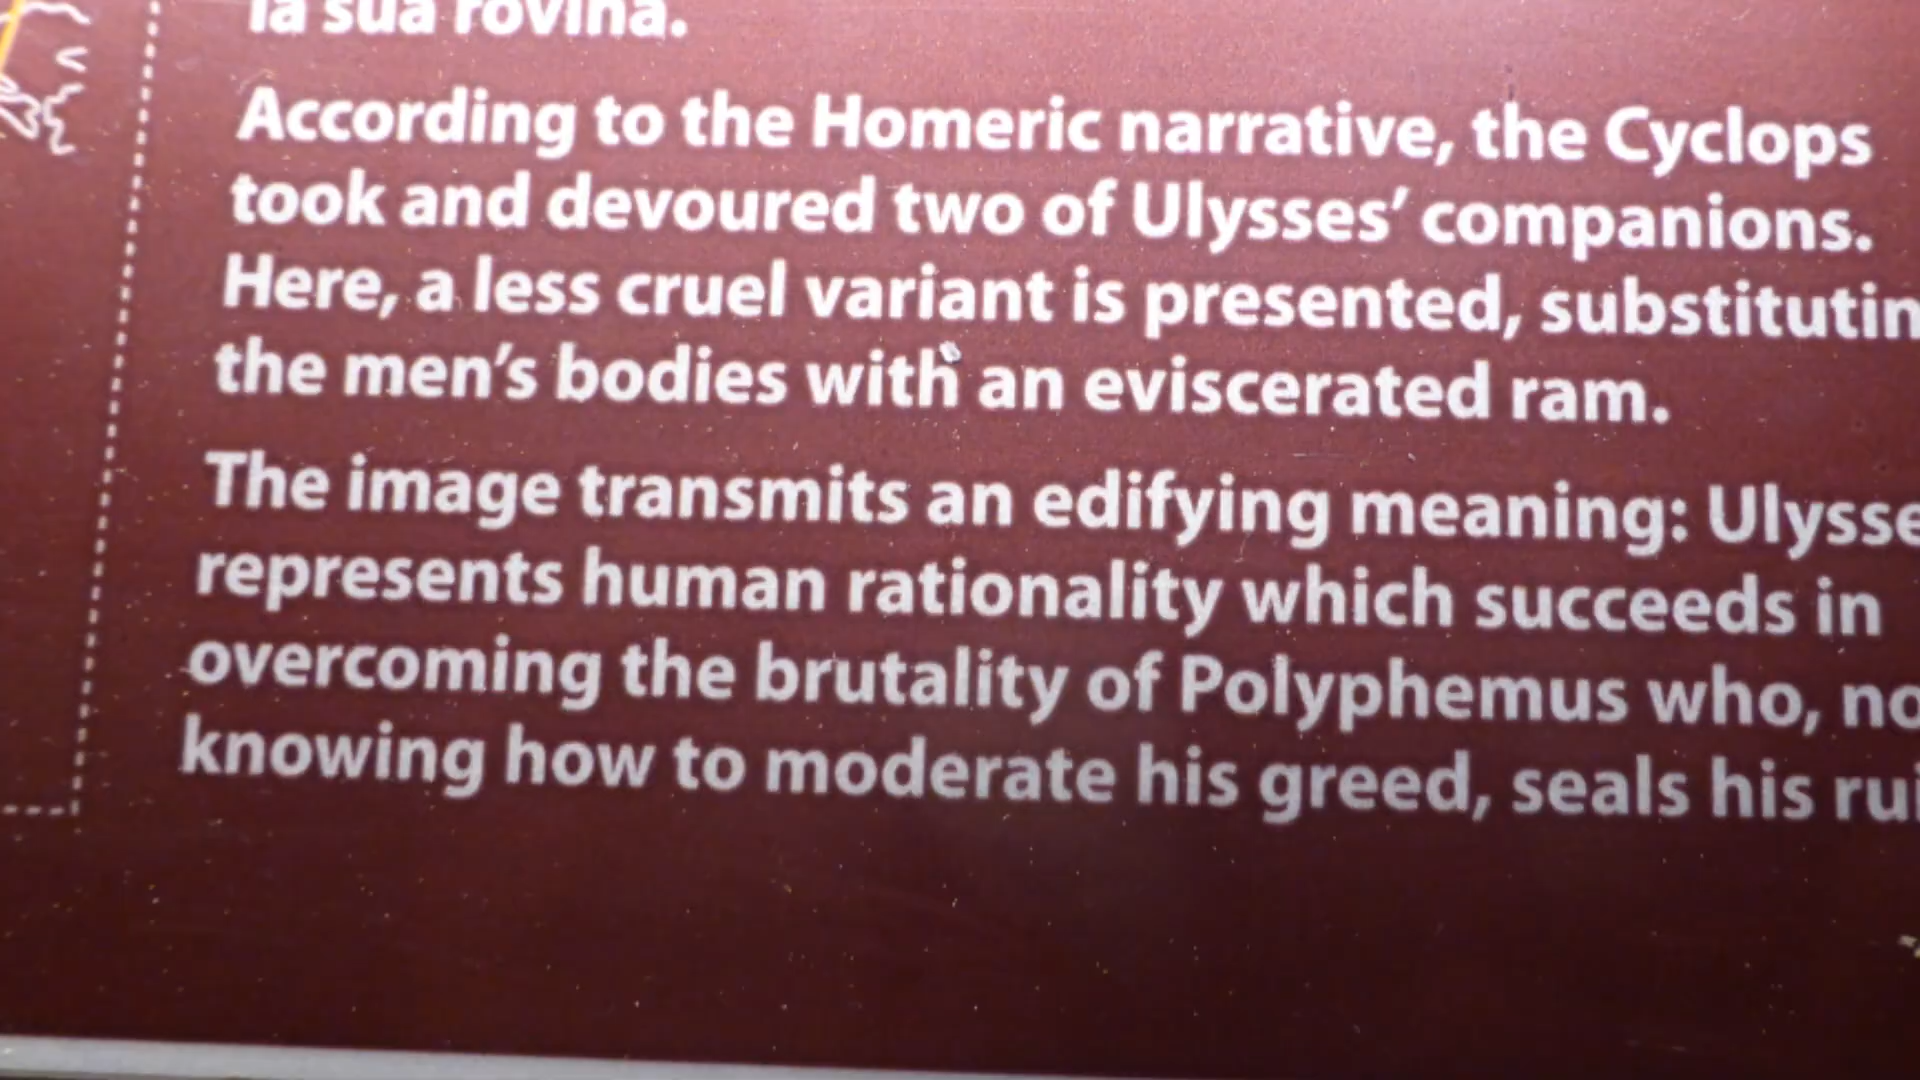 la sua rovina.
According to the Homeric narrative, the Cyclops
took and devoured two of Ulysses’ companions.
Here, a less cruel variant is presented, substitutin
the men’s bodies with an eviscerated ram.
The image transmits an edifying meaning: Ulysse
represents human rationality which succeeds in
overcoming the brutality of Polyphemus who, no
knowing how to moderate his greed, seals his rui